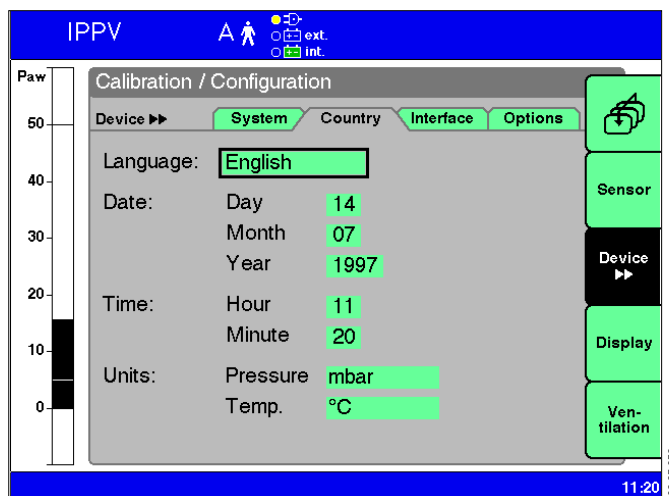 IPPV A ext.
int.
Paw
50
40
30
20
10
0
Calibration / Configuration
Device ▶▶ System Country Interface Options
Language: English
Date: Day 14
Month 07
Year 1997
Time: Hour 11
Minute 20
Units: Pressure mbar
Temp. °C
Sensor
Device
▶▶
Display
Ven-
tilation
11:20